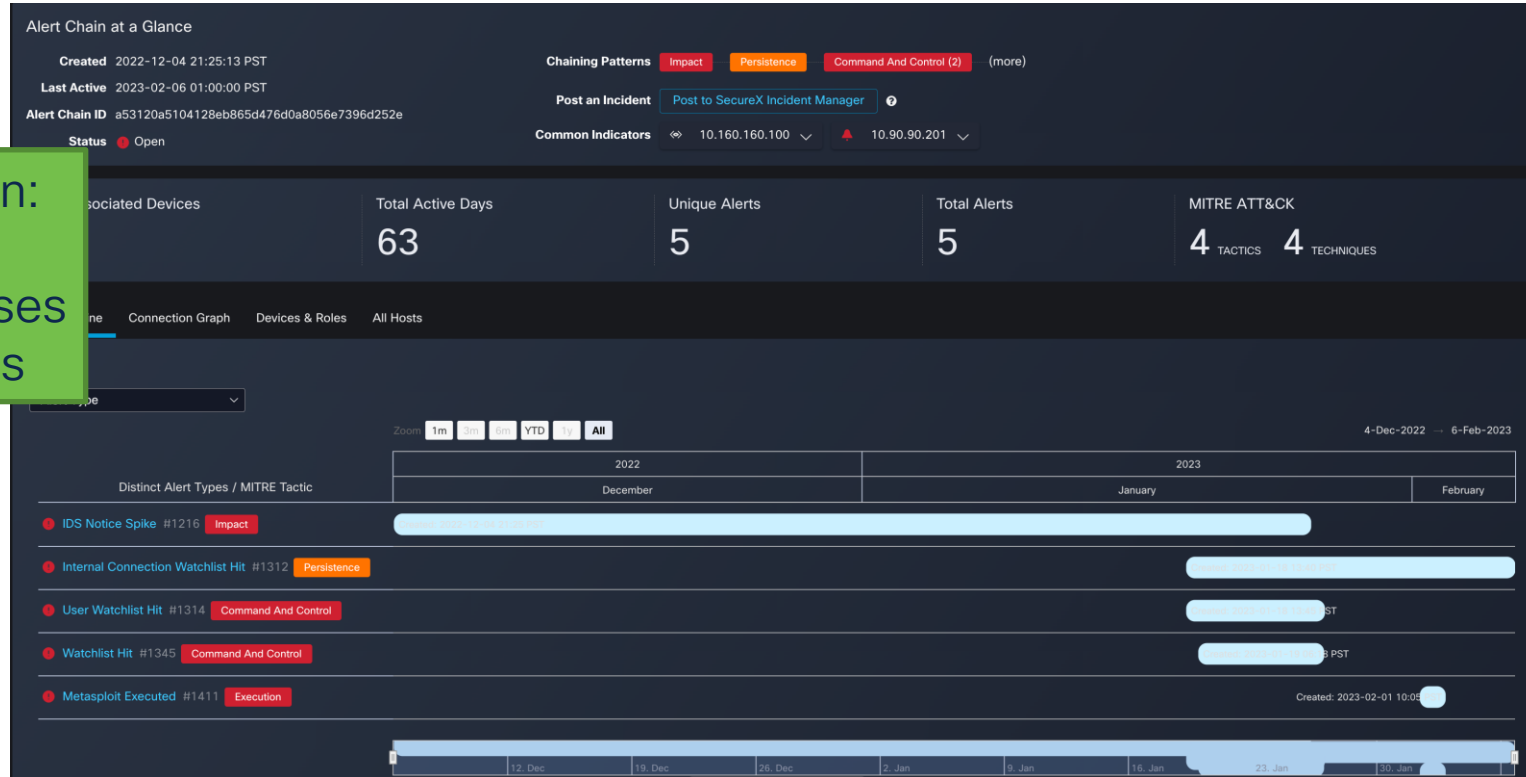 Alert Chain at a Glance
Created 2022-12-04 21:25:13 PST
Last Active 2023-02-06 01:00:00 PST
Alert Chain ID a53120a5104128eb865d476d0a8056e7396d252e
Status Open
Chaining Patterns Impact Persistence Command And Control (2) (more)
Post an Incident Post to SecureX Incident Manager
Common Indicators 10.160.160.100 10.90.90.201
n:
ses
s
sociated Devices
Total Active Days
63
Unique Alerts
5
Total Alerts
5
MITRE ATT&CK
4 TACTICS 4 TECHNIQUES
ne Connection Graph Devices & Roles All Hosts
Zoom 1m 3m 6m YTD 1y All
4-Dec-2022 → 6-Feb-2023
2022 2023
Distinct Alert Types / MITRE Tactic December January February
IDS Notice Spike #1216 Impact
Internal Connection Watchlist Hit #1312 Persistence
User Watchlist Hit #1314 Command And Control
ST
Watchlist Hit #1345 Command And Control
PST
Metasploit Executed #1411 Execution
Created: 2023-02-01 10:05
12. Dec 19. Dec 26. Dec 2. Jan 9. Jan 16. Jan 23. Jan 30. Jan